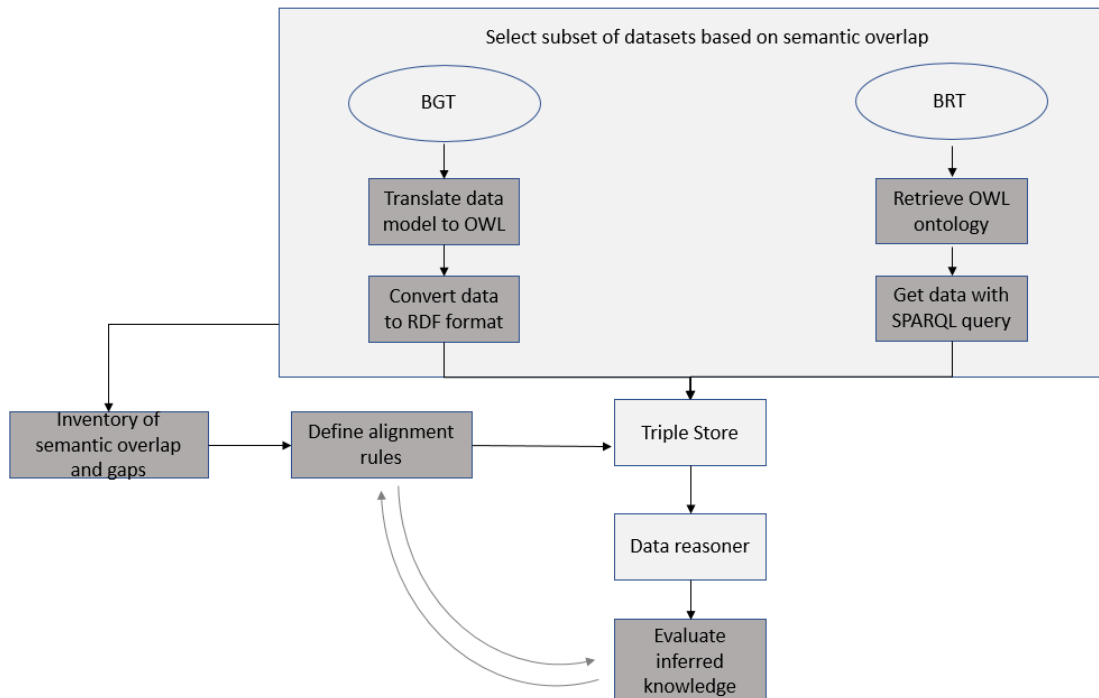 Select subset of datasets based on semantic overlap
BGT
BRT
Translate data
model to OWL
Retrieve OWL
ontology
Convert data
to RDF format
Get data with
SPARQL query
Inventory of
semantic overlap
and gaps
Define alignment
rules
Triple Store
Data reasoner
Evaluate
inferred
knowledge